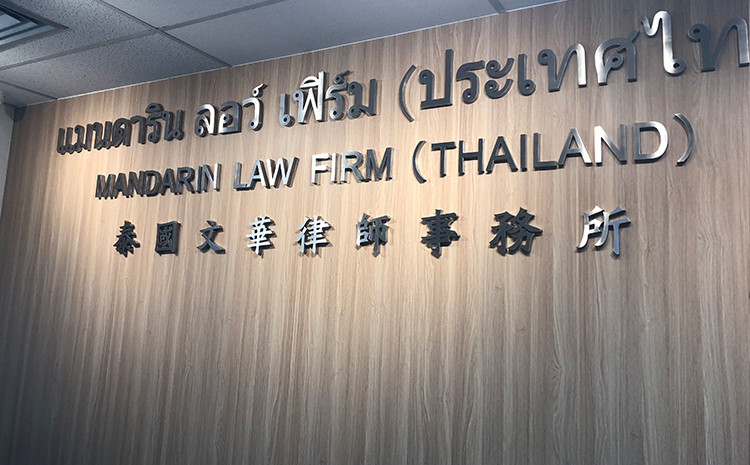 แมนดาริน ลอว์ เฟิร์ม (ประเทศไท
MANDARIN LAW FIRM (THAILAND)
泰國文華律師事務所